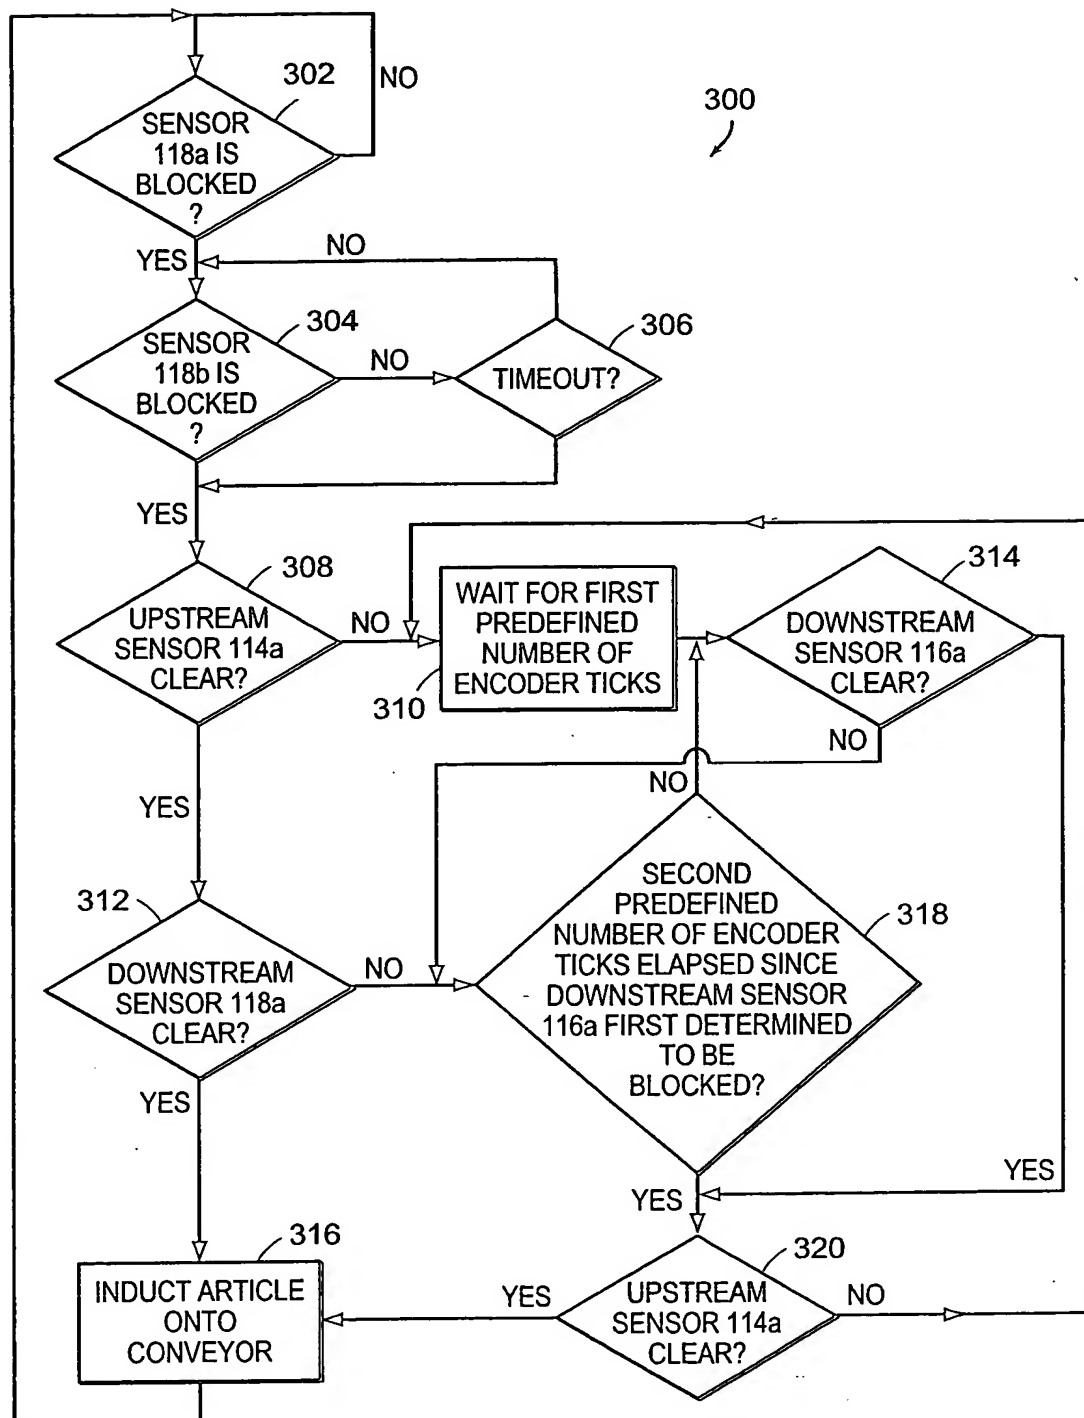 302
NO
300
SENSOR
118a IS
BLOCKED
?
YES
NO
304
306
SENSOR
118b IS
BLOCKED
?
NO
TIMEOUT?
YES
308
314
UPSTREAM
SENSOR 114a
CLEAR?
NO
WAIT FOR FIRST
PREDEFINED
NUMBER OF
ENCODER TICKS
310
DOWNSTREAM
SENSOR 116a
CLEAR?
NO
NO
YES
312
SECOND
PREDEFINED
NUMBER OF ENCODER
TICKS ELAPSED SINCE
DOWNSTREAM SENSOR
116a FIRST DETERMINED
TO BE
BLOCKED?
318
DOWNSTREAM
SENSOR 118a
CLEAR?
NO
YES
YES
YES
316
320
INDUCT ARTICLE
ONTO
CONVEYOR
YES
UPSTREAM
SENSOR 114a
CLEAR?
NO